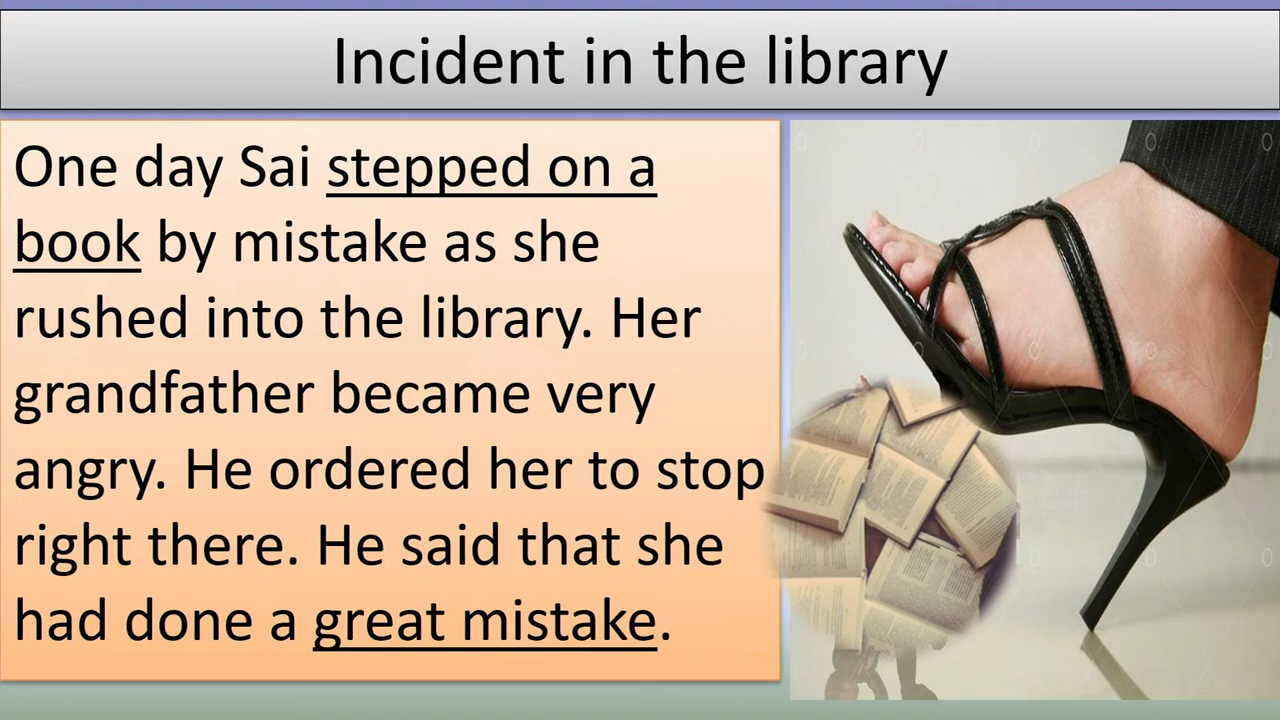 Incident in the library
One day Sai stepped on a
book by mistake as she
rushed into the library. Her
grandfather became very
angry. He ordered her to stop
right there. He said that she
had done a great mistake.